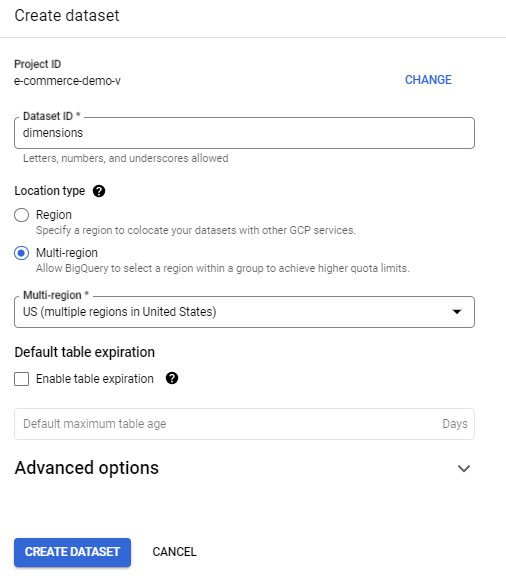 Create dataset
Project ID
e-commerce-demo-v
CHANGE
Dataset ID *
dimensions
Letters, numbers, and underscores allowed
Location type ?
Region
Specify a region to colocate your datasets with other GCP services.
Multi-region
Allow BigQuery to select a region within a group to achieve higher quota limits.
Multi-region *
US (multiple regions in United States)
Default table expiration
Enable table expiration ?
Default maximum table age Days
Advanced options
CREATE DATASET CANCEL